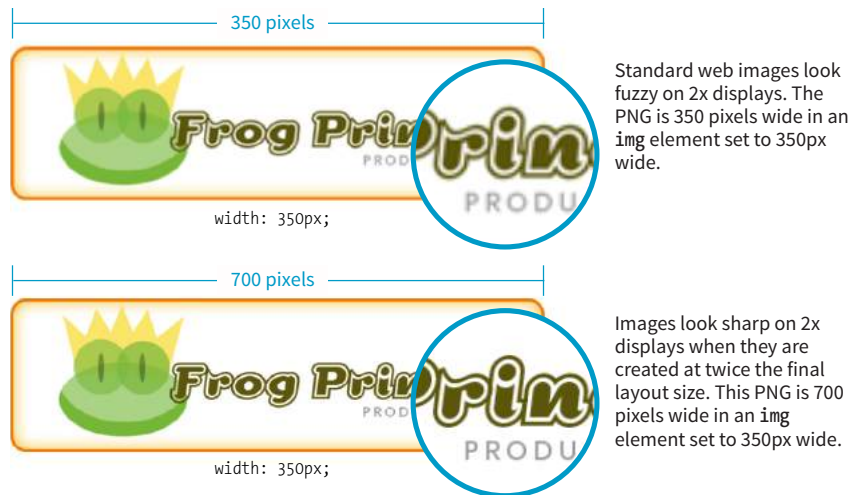 350 pixels
Frog Prin
PRODU
rin
PRODU
width: 350px;
Standard web images look
fuzzy on 2x displays. The
PNG is 350 pixels wide in an
img element set to 350px
wide.
700 pixels
Frog Prin
PRODU
rin
PRODU
width: 350px;
Images look sharp on 2x
displays when they are
created at twice the final
layout size. This PNG is 700
pixels wide in an img
element set to 350px wide.